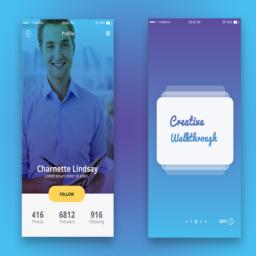 Profile
Charnette Lindsay
Lorem ipsum dolor sit amet
FOLLOW
416 6812 916
Photos Followers Following
Creative
Walkthrough
SKIP